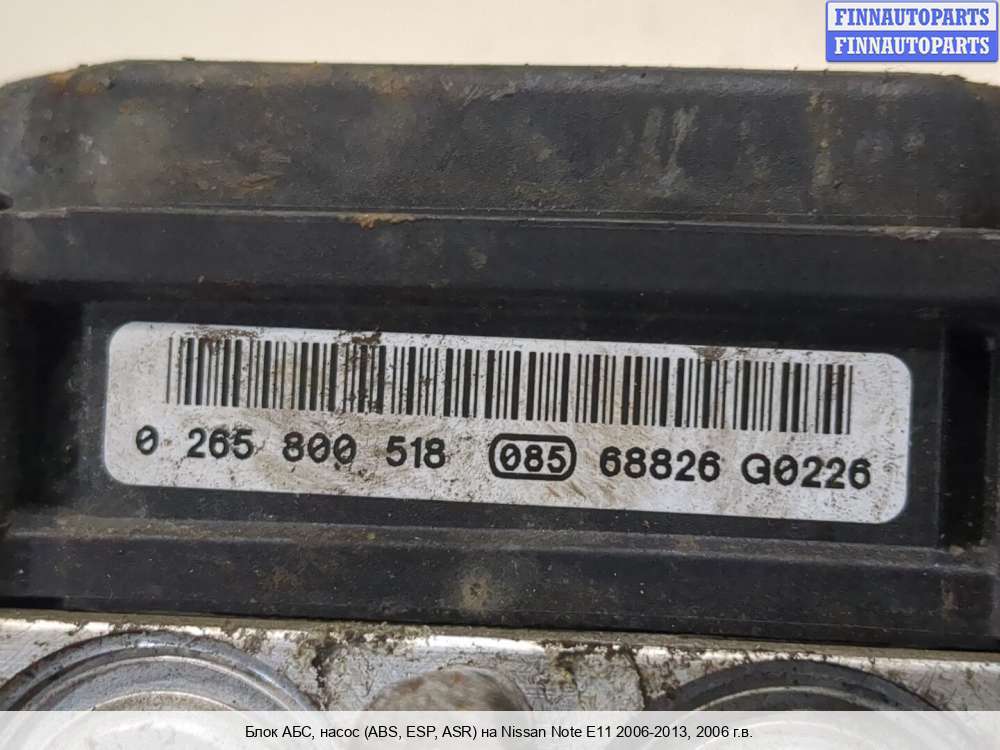 FINNAUTOPARTS
FINNAUTOPARTS
0 265 800 518 085 68826 G0226
Блок АБС, насос (ABS, ESP, ASR) на Nissan Note E11 2006-2013, 2006 г.в.